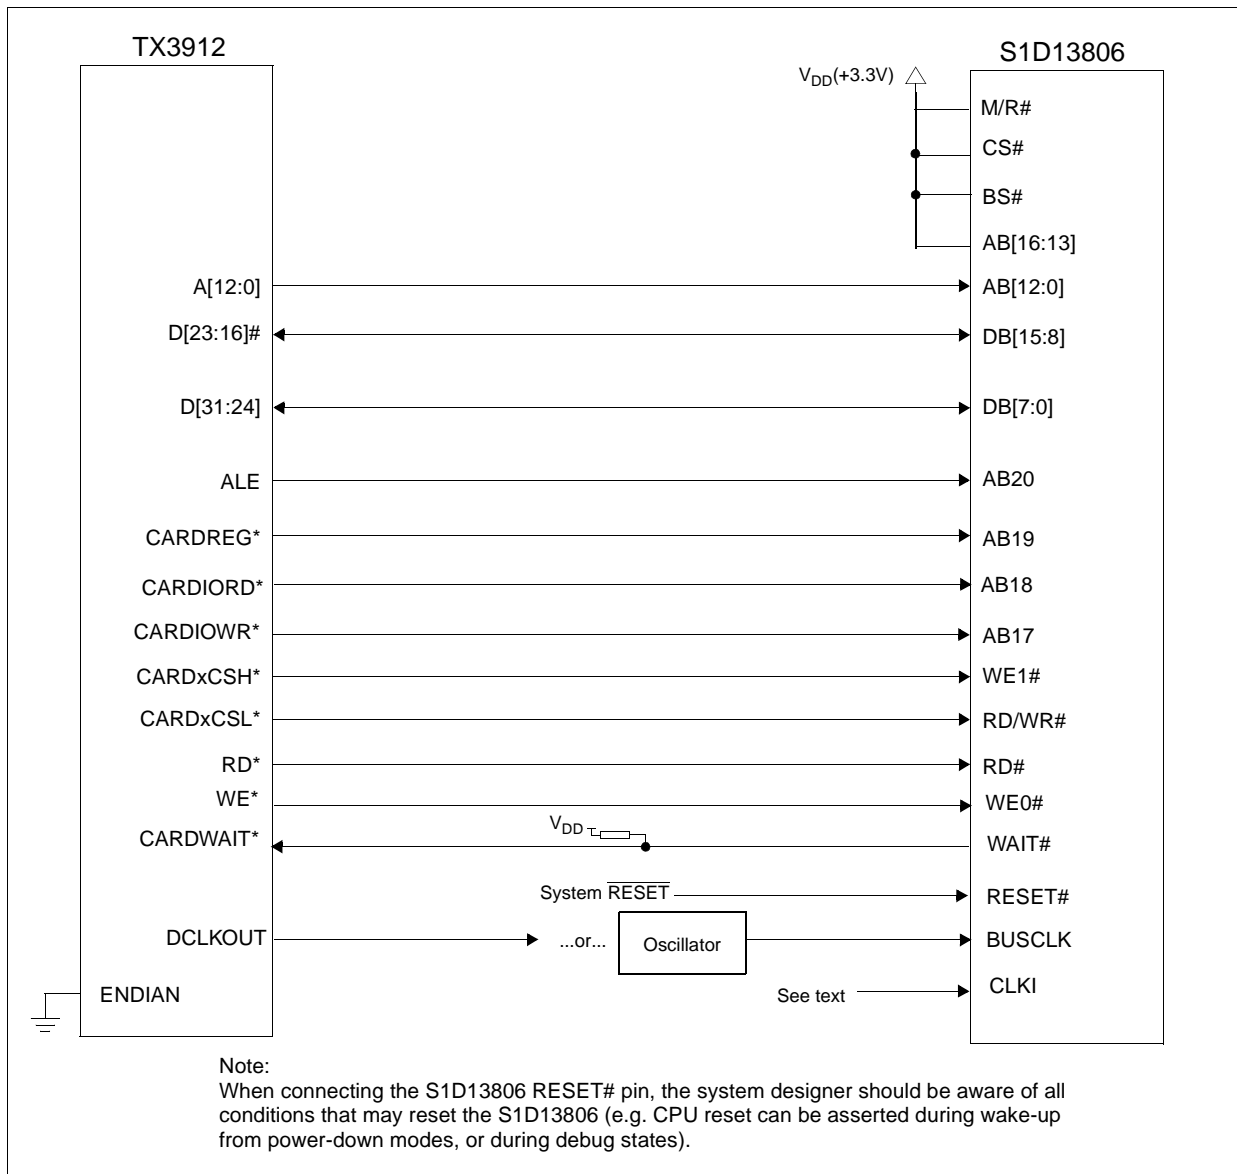 TX3912
S1D13806
VDD(+3.3V)
M/R#
CS#
BS#
AB[16:13]
A[12:0]
AB[12:0]
D[23:16]#
DB[15:8]
D[31:24]
DB[7:0]
ALE
AB20
CARDREG*
AB19
CARDIORD*
AB18
CARDIOWR*
AB17
CARDxCSH*
WE1#
CARDxCSL*
RD/WR#
RD*
RD#
WE*
WE0#
VDD
CARDWAIT*
WAIT#
System RESET
RESET#
DCLKOUT
...or...
Oscillator
BUSCLK
ENDIAN
See text
CLKI
Note:
When connecting the S1D13806 RESET# pin, the system designer should be aware of all
conditions that may reset the S1D13806 (e.g. CPU reset can be asserted during wake-up
from power-down modes, or during debug states).